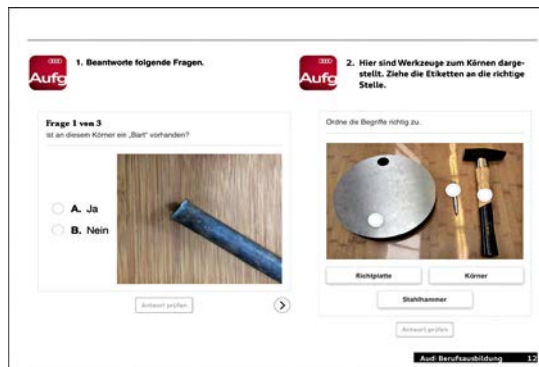 Aufg
1. Beantworte folgende Fragen.
Frage 1 von 3
Ist an diesem Körner ein „Bart" vorhanden?
A. Ja
B. Nein
Antwort prüfen
Aufg
2. Hier sind Werkzeuge zum Körnen darge-
stellt. Ziehe die Etiketten an die richtige
Stelle.
Ordne die Begriffe richtig zu.
Richtplatte
Körner
Stahlhammer
Antwort prüfen
Audi Berufsausbildung 12